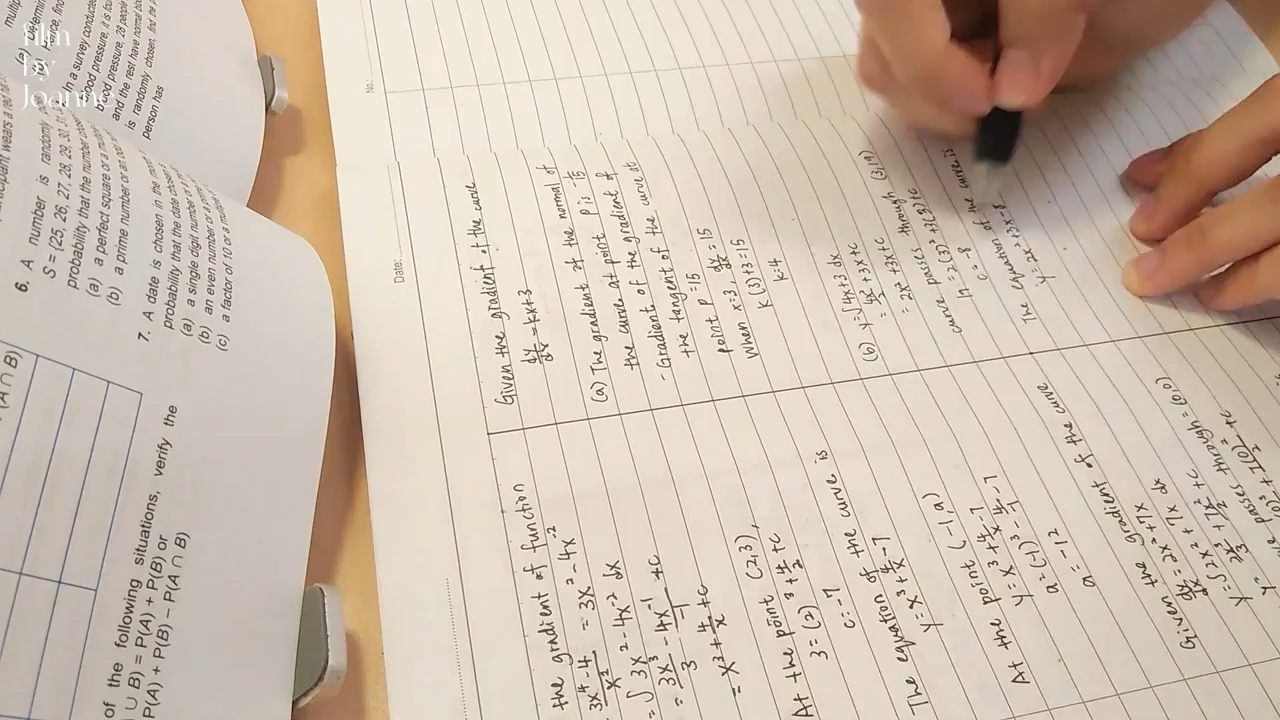 film
by
Joanne
6. A number is randomly
S = {25, 26, 27, 28, 29, 30, 31
probability that the number
(a) a perfect square or a
(b) a prime number or an
7. A date is chosen in the
probability that the date
(a) a single digit number or
(b) an even number or a
(c) a factor of 10 or a
In a survey conducted
blood pressure, it is
blood pressure, 28 people
and the rest have normal
is randomly chosen, find
person has
(A ∩ B)
of the following situations, verify the
∪ B) = P(A) + P(B) or
P(A) + P(B) − P(A ∩ B)
No.:
Date:
Given the gradient of the curve
dy/dx = kx+3
(a) The gradient of the normal of
the curve at point P is -1/15
- Gradient of the gradient of
the tangent of the curve at
point P = 15
When x=3, dy/dx = 15
k(3)+3=15
k=4
(b) y=∫4x+3 dx
= 4x²/2 +3x+c
= 2x² +3x+c
curve passes through (3,19)
19 = 2(3)²+3(3)+c
c=-8
The equation of the curve is
y=2x²+3x-8
the gradient of function
3x⁴-4/x² = 3x²-4x⁻²
=∫3x²-4x⁻² dx
= 3x³/3 - 4x⁻¹/-1 +c
= x³+4/x+c
At the point (2,3),
3=(2)³+4/2+c
c=-7
The equation of the curve is
y=x³+4/x-7
At the point (-1,a)
y=x³+4/x-7
a=(-1)³-4/1-7
a=-12
Given the gradient of the curve
dy/dx = 2x²+7x
y=∫2x²+7x dx
y= 2x³/3+7x²/2+c
passes through = (0,0)